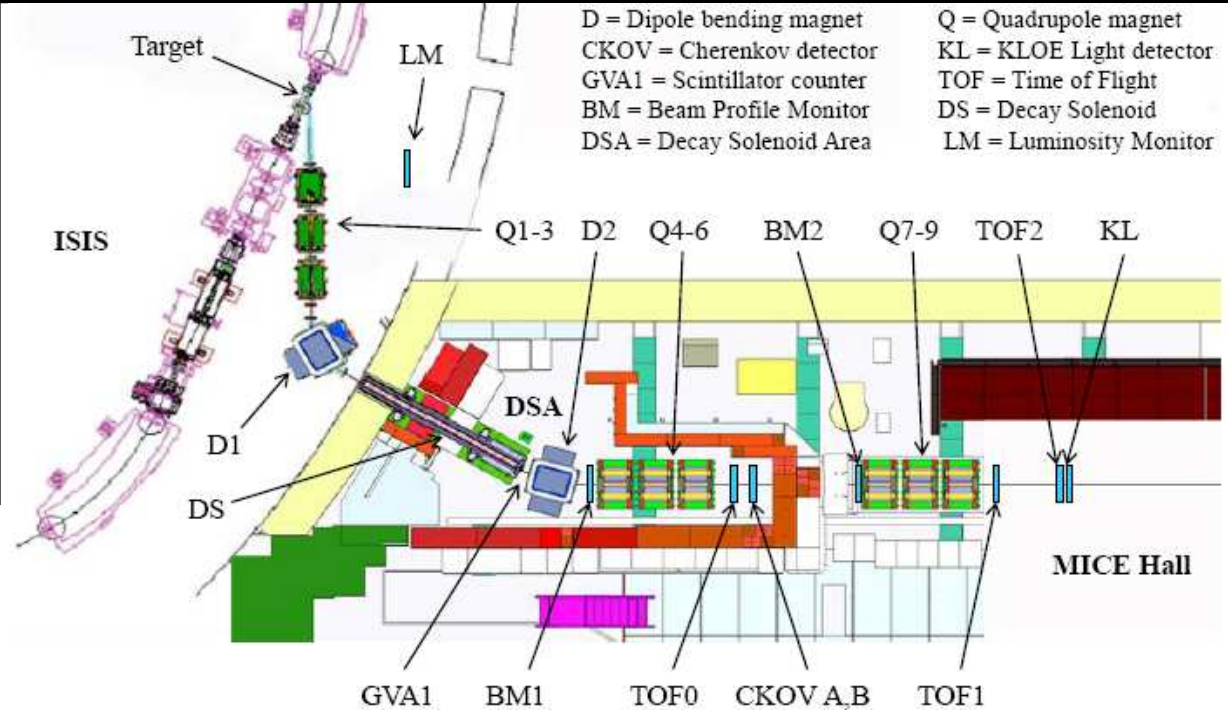 D = Dipole bending magnet
CKOV = Cherenkov detector
GVA1 = Scintillator counter
BM = Beam Profile Monitor
DSA = Decay Solenoid Area
Q = Quadrupole magnet
KL = KLOE Light detector
TOF = Time of Flight
DS = Decay Solenoid
LM = Luminosity Monitor
Target
LM
ISIS
Q1-3 D2 Q4-6 BM2 Q7-9 TOF2 KL
DSA
D1
DS
MICE Hall
GVA1 BM1 TOF0 CKOV A,B TOF1